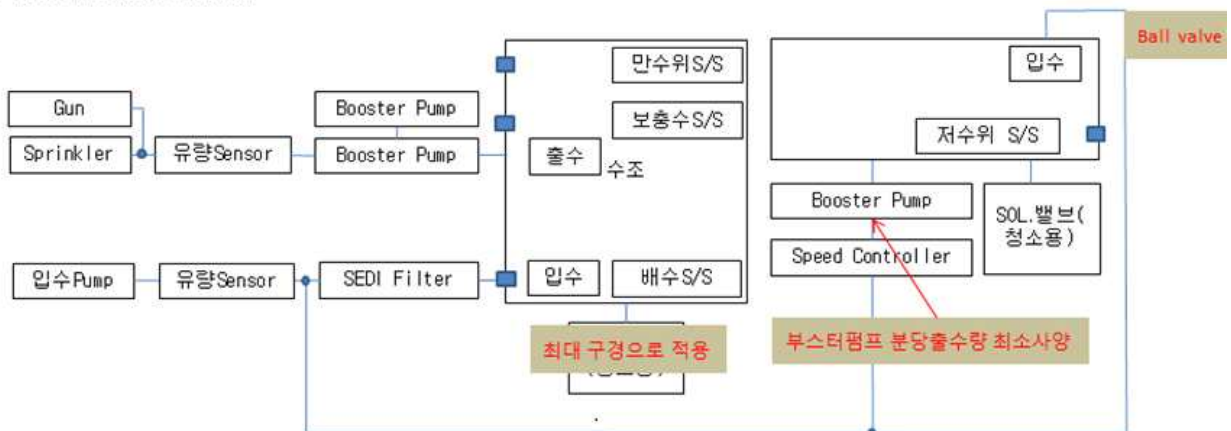 Ball valve
만수위S/S
입수
Gun
Booster Pump
보충수S/S
저수위 S/S
Sprinkler
유량Sensor
Booster Pump
출수
수조
Booster Pump
SOL.밸브(
청소용)
Speed Controller
입수Pump
유량Sensor
SEDI Filter
입수
배수S/S
최대 구경으로 적용
부스터펌프 분당출수량 최소사양